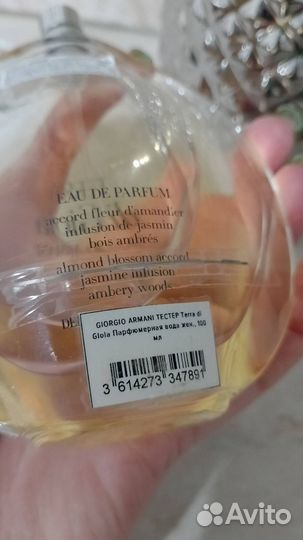 EAU DE PARFUM
accord fleur d'amandier
infusion de jasmin
bois ambrés
almond blossom accord
jasmine infusion
ambery woods
DE
GIORGIO ARMANI ТЕСТЕР Terra di
Gioia Парфюмерная вода жен., 100
мл
3 614273 347891
Avito